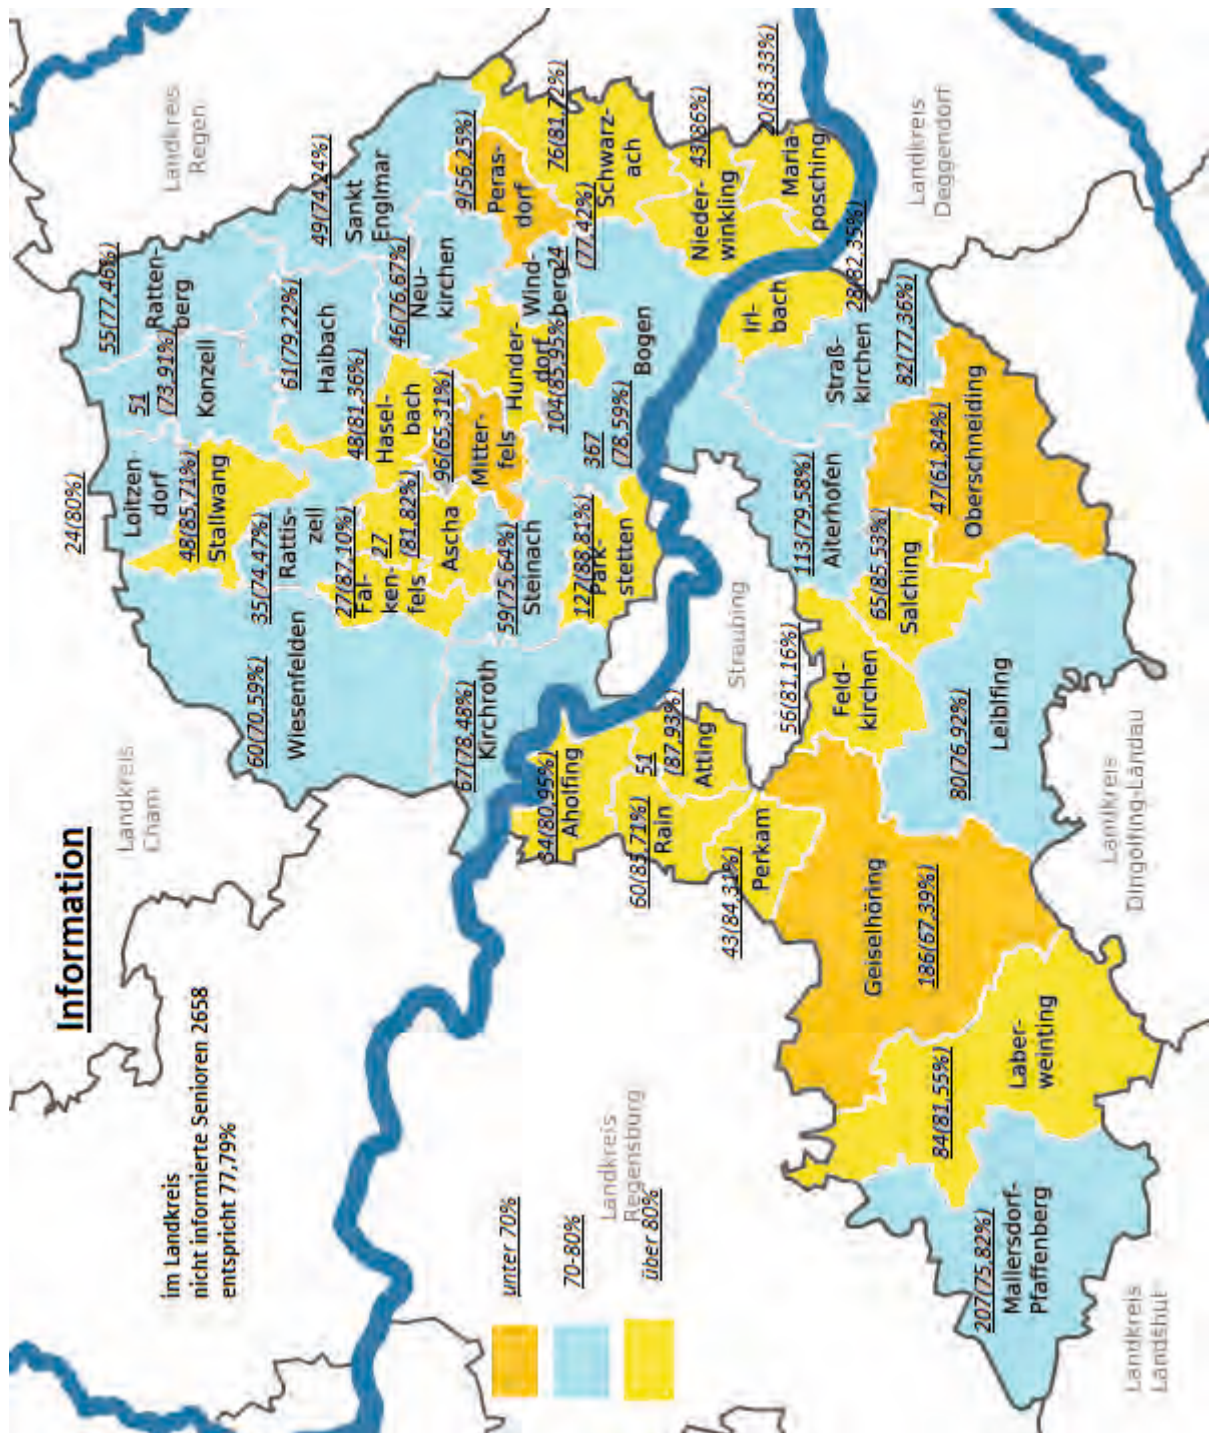 Information
im Landkreis
nicht informierte Senioren 2658
entspricht 77,79%
unter 70%
70-80%
über 80%
Landkreis
Cham
Landkreis
Regen
Landkreis
Deggendorf
Landkreis
Dingolfing-Landau
Landkreis
Landshut
Landkreis
Regensburg
Straubing
24(80%)
Loitzen-
dorf
48(85,71%)
Stallwang
35(74,47%)
Rattis-
zell
60(70,59%)
Wiesenfelden
51
(73,91%)
Konzell
55(77,46%)
Ratten-
berg
61(79,22%)
Haibach
49(74,24%)
Sankt
Englmar
46(76,67%)
Neu-
kirchen
48(81,36%)
Hasel-
bach
27(87,10%)
Fal-
ken-
fels
27
(81,82%)
Ascha
96(65,31%)
Mitter-
fels
Hunder-
dorf
104(85,95%)
Wind-
berg
24
(77,42%)
9(56,25%)
Peras-
dorf
76(81,72%)
Schwarz-
ach
43(86%)
Nieder-
winkling
20(83,33%)
Maria-
posching
Bogen
367
(78,59%)
59(75,64%)
Steinach
127(88,81%)
Park-
stetten
67(78,48%)
Kirchroth
34(80,95%)
Aholfing
51
(87,93%)
Atting
60(85,71%)
Rain
43(84,31%)
Perkam
Irl-
bach
28(82,35%)
Straß-
kirchen
82(77,36%)
113(79,58%)
Aiterhofen
47(61,84%)
Oberschneiding
65(85,53%)
Salching
56(81,16%)
Feld-
kirchen
80(76,92%)
Leiblfing
Geiselhöring
186(67,39%)
84(81,55%)
Laber-
weinting
207(75,82%)
Mallersdorf-
Pfaffenberg